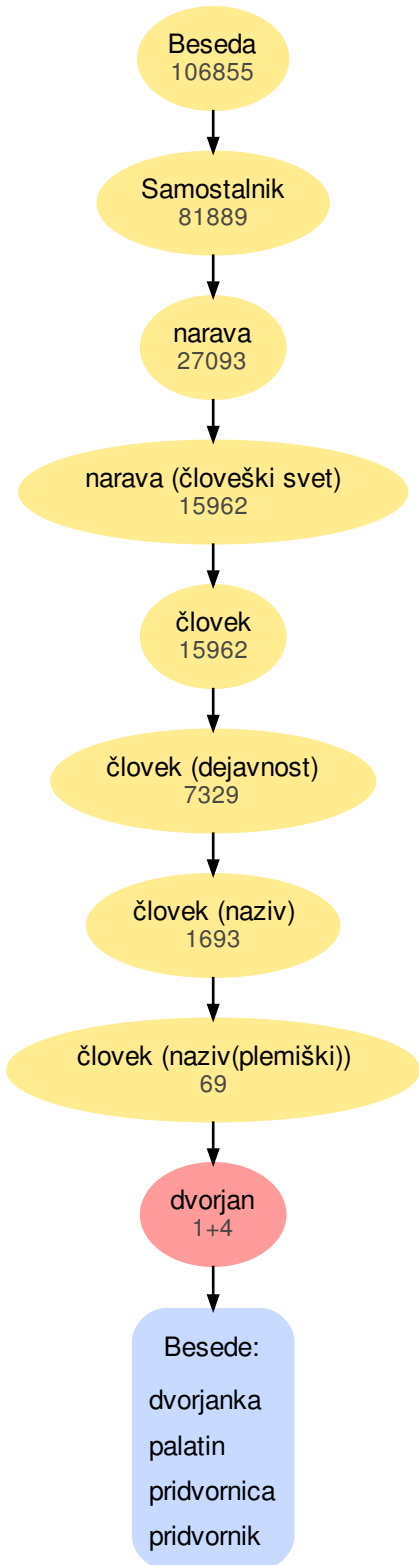 Beseda
106855
Samostalnik
81889
narava
27093
narava (človeški svet)
15962
človek
15962
človek (dejavnost)
7329
človek (naziv)
1693
človek (naziv(plemiški))
69
dvorjan
1+4
Besede:
dvorjanka
palatin
pridvornica
pridvornik